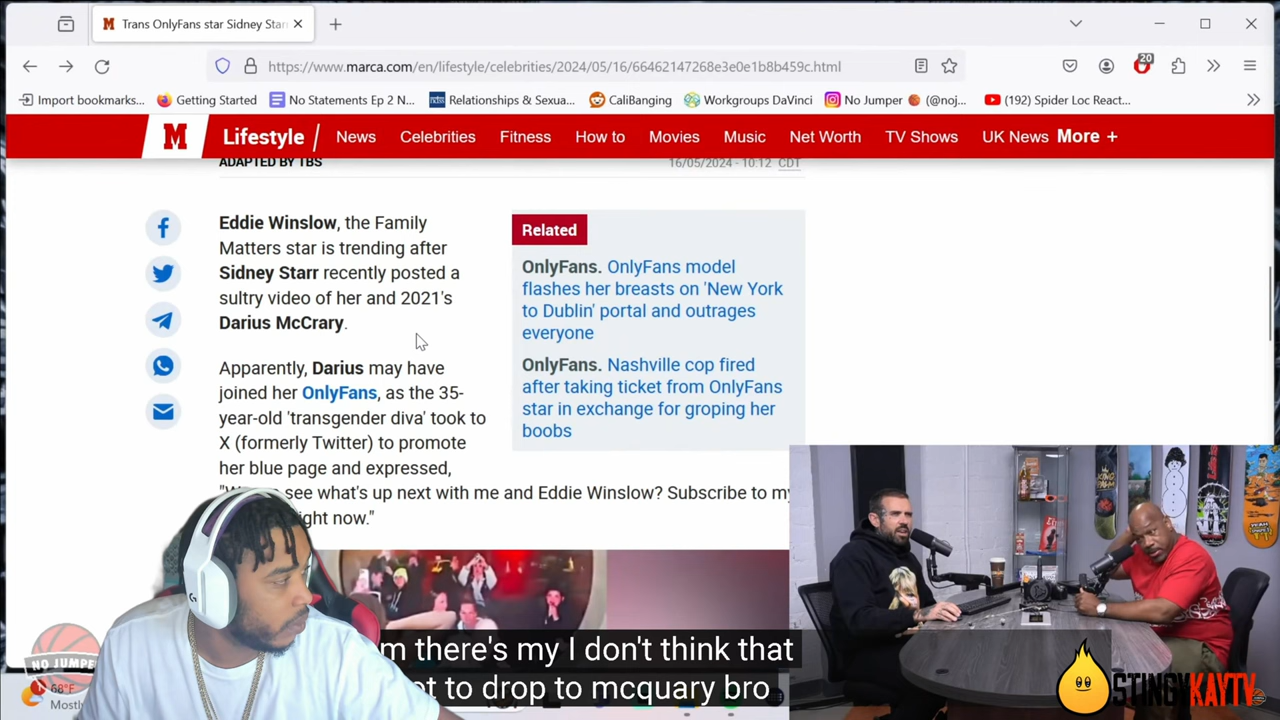 Trans OnlyFans star Sidney Star
https://www.marca.com/en/lifestyle/celebrities/2024/05/16/66462147268e3e0e1b8b459c.html
20
Import bookmarks...
Getting Started
No Statements Ep 2 N...
Relationships & Sexua...
CaliBanging
Workgroups DaVinci
No Jumper
(@noj...
(192) Spider Loc React...
M
Lifestyle
News
Celebrities
Fitness
How to
Movies
Music
Net Worth
TV Shows
UK News
More +
ADAPTED BY TBS
16/05/2024 - 10:12 CDT
Eddie Winslow, the Family
Matters star is trending after
Sidney Starr recently posted a
sultry video of her and 2021's
Darius McCrary.
Apparently, Darius may have
joined her OnlyFans, as the 35-
year-old 'transgender diva' took to
X (formerly Twitter) to promote
her blue page and expressed,
see what's up next with me and Eddie Winslow? Subscribe to my
ight now."
Related
OnlyFans. OnlyFans model
flashes her breasts on 'New York
to Dublin' portal and outrages
everyone
OnlyFans. Nashville cop fired
after taking ticket from OnlyFans
star in exchange for groping her
boobs
m there's my I don't think that
ot to drop to mcquary bro
NO JUMPER
68°F
Mostly
STINGYKAYTV